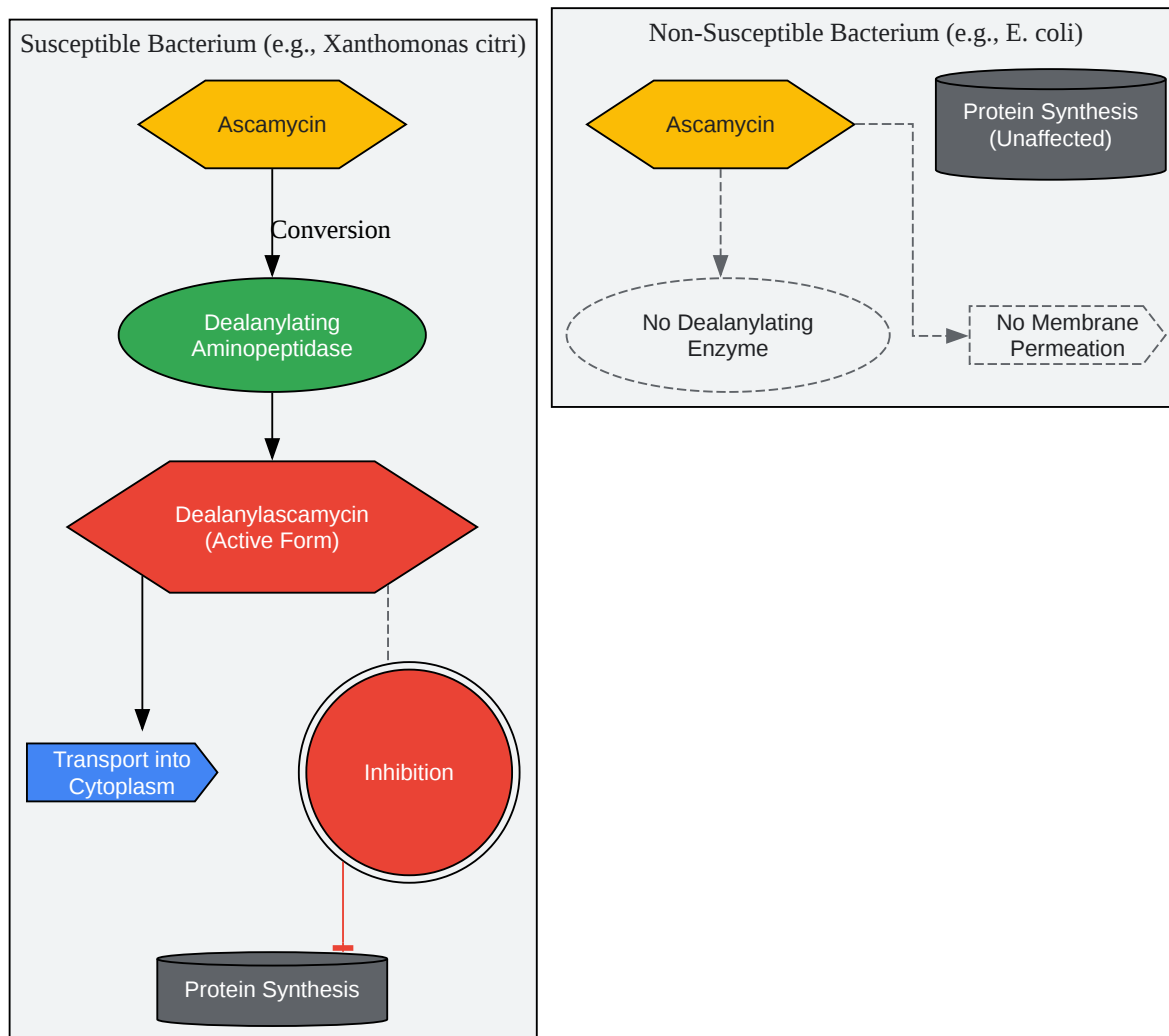 Susceptible Bacterium (e.g., Xanthomonas citri)
Ascamycin
Conversion
Dealanylating
Aminopeptidase
Dealanylascamycin
(Active Form)
Transport into
Cytoplasm
Inhibition
Protein Synthesis
Non-Susceptible Bacterium (e.g., E. coli)
Ascamycin
Protein Synthesis
(Unaffected)
No Dealanylating
Enzyme
No Membrane
Permeation